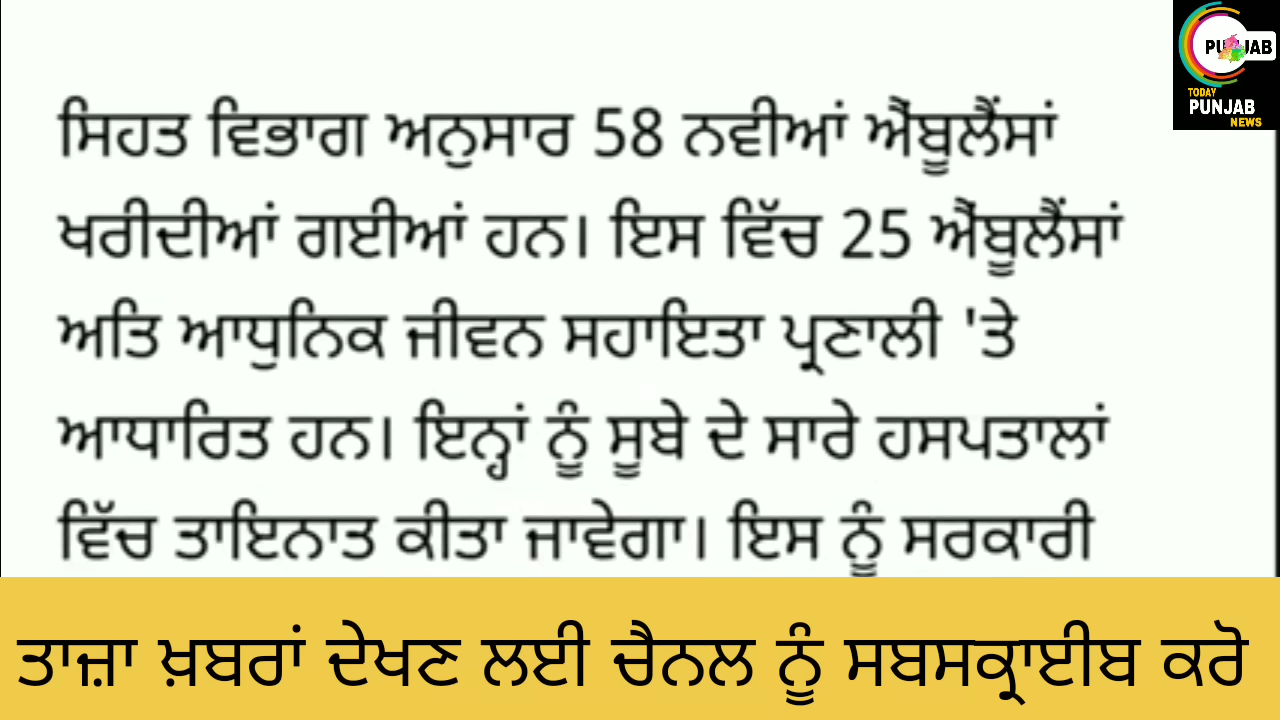 PUNJAB
TODAY
PUNJAB
NEWS
ਸਿਹਤ ਵਿਭਾਗ ਅਨੁਸਾਰ 58 ਨਵੀਆਂ ਐਂਬੂਲੈਂਸਾਂ
ਖਰੀਦੀਆਂ ਗਈਆਂ ਹਨ। ਇਸ ਵਿੱਚ 25 ਐਂਬੂਲੈਂਸਾਂ
ਅਤਿ ਆਧੁਨਿਕ ਜੀਵਨ ਸਹਾਇਤਾ ਪ੍ਰਣਾਲੀ 'ਤੇ
ਆਧਾਰਿਤ ਹਨ। ਇਨ੍ਹਾਂ ਨੂੰ ਸੂਬੇ ਦੇ ਸਾਰੇ ਹਸਪਤਾਲਾਂ
ਵਿੱਚ ਤਾਇਨਾਤ ਕੀਤਾ ਜਾਵੇਗਾ। ਇਸ ਨੂੰ ਸਰਕਾਰੀ
ਤਾਜ਼ਾ ਖ਼ਬਰਾਂ ਦੇਖਣ ਲਈ ਚੈਨਲ ਨੂੰ ਸਬਸਕ੍ਰਾਈਬ ਕਰੋ